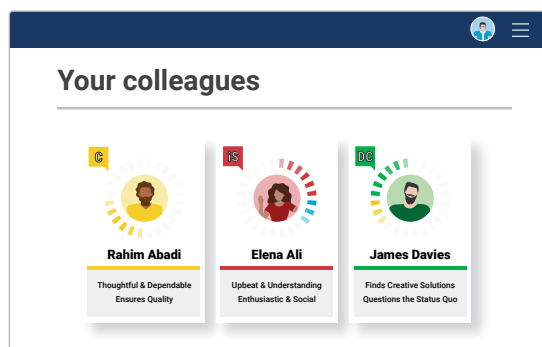 Your colleagues
C
iS
DC
Rahim Abadi
Elena Ali
James Davies
Thoughtful & Dependable
Ensures Quality
Upbeat & Understanding
Enthusiastic & Social
Finds Creative Solutions
Questions the Status Quo